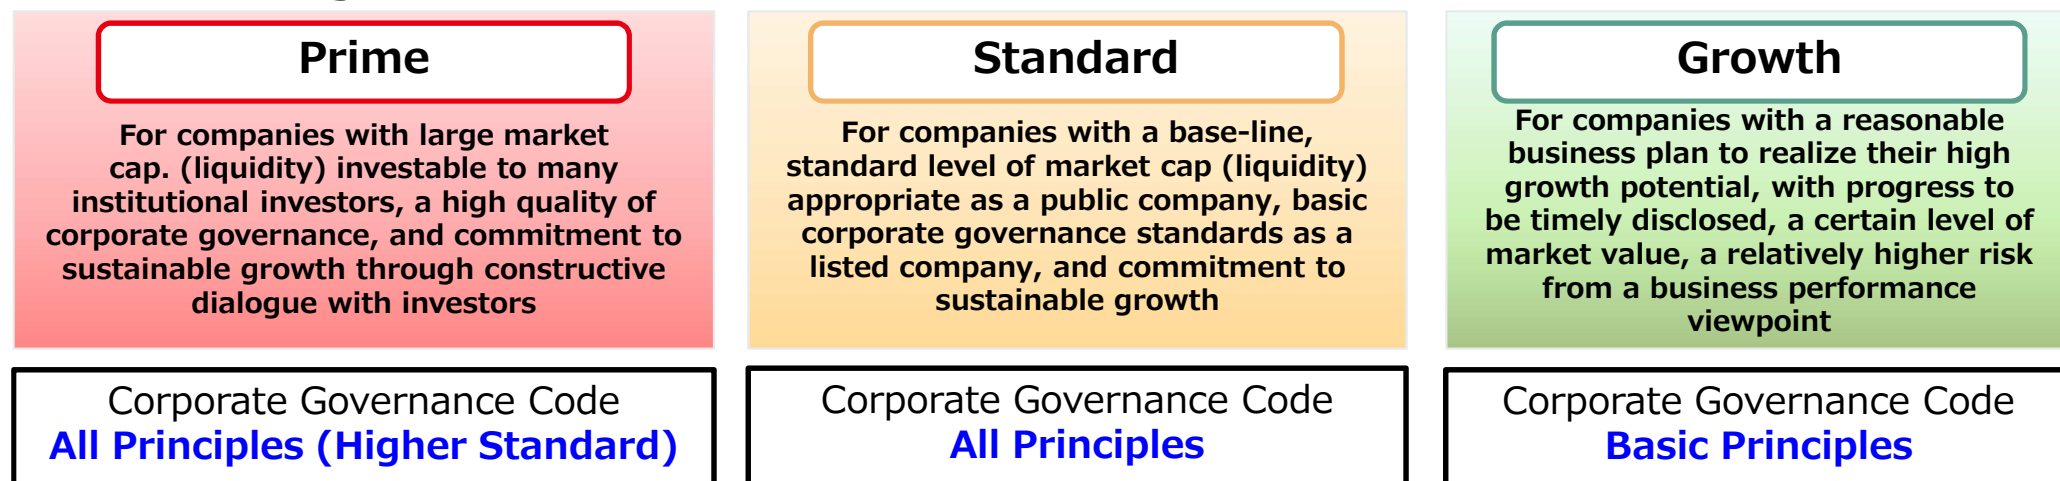 Prime
For companies with large market
cap. (liquidity) investable to many
institutional investors, a high quality of
corporate governance, and commitment to
sustainable growth through constructive
dialogue with investors
Corporate Governance Code
All Principles (Higher Standard)
Standard
For companies with a base-line,
standard level of market cap (liquidity)
appropriate as a public company, basic
corporate governance standards as a
listed company, and commitment to
sustainable growth
Corporate Governance Code
All Principles
Growth
For companies with a reasonable
business plan to realize their high
growth potential, with progress to
be timely disclosed, a certain level of
market value, a relatively higher risk
from a business performance
viewpoint
Corporate Governance Code
Basic Principles